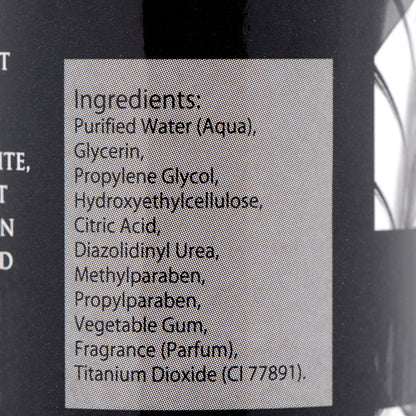 T
ITE,
T
N
D
Ingredients:
Purified Water (Aqua),
Glycerin,
Propylene Glycol,
Hydroxyethylcellulose,
Citric Acid,
Diazolidinyl Urea,
Methylparaben,
Propylparaben,
Vegetable Gum,
Fragrance (Parfum),
Titanium Dioxide (CI 77891).